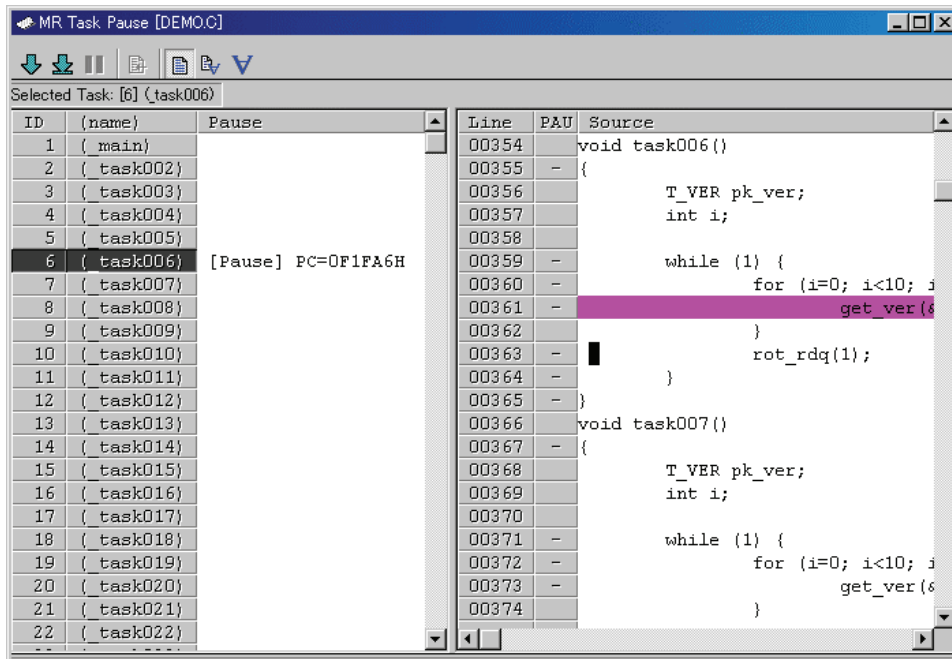 MR Task Pause [DEMO.C]
Selected Task: [6] (_task006)
ID (name) Pause
1 (_main)
2 (_task002)
3 (_task003)
4 (_task004)
5 (_task005)
6 (_task006) [Pause] PC=0F1FA6H
7 (_task007)
8 (_task008)
9 (_task009)
10 (_task010)
11 (_task011)
12 (_task012)
13 (_task013)
14 (_task014)
15 (_task015)
16 (_task016)
17 (_task017)
18 (_task018)
19 (_task019)
20 (_task020)
21 (_task021)
22 (_task022)
Line PAU Source
00354 void task006()
00355 - {
00356 T_VER pk_ver;
00357 int i;
00358
00359 - while (1) {
00360 - for (i=0; i<10; i
00361 - get_ver(&
00362 }
00363 - rot_rdq(1);
00364 - }
00365 - }
00366 void task007()
00367 - {
00368 T_VER pk_ver;
00369 int i;
00370
00371 - while (1) {
00372 - for (i=0; i<10; i
00373 - get_ver(&
00374 }